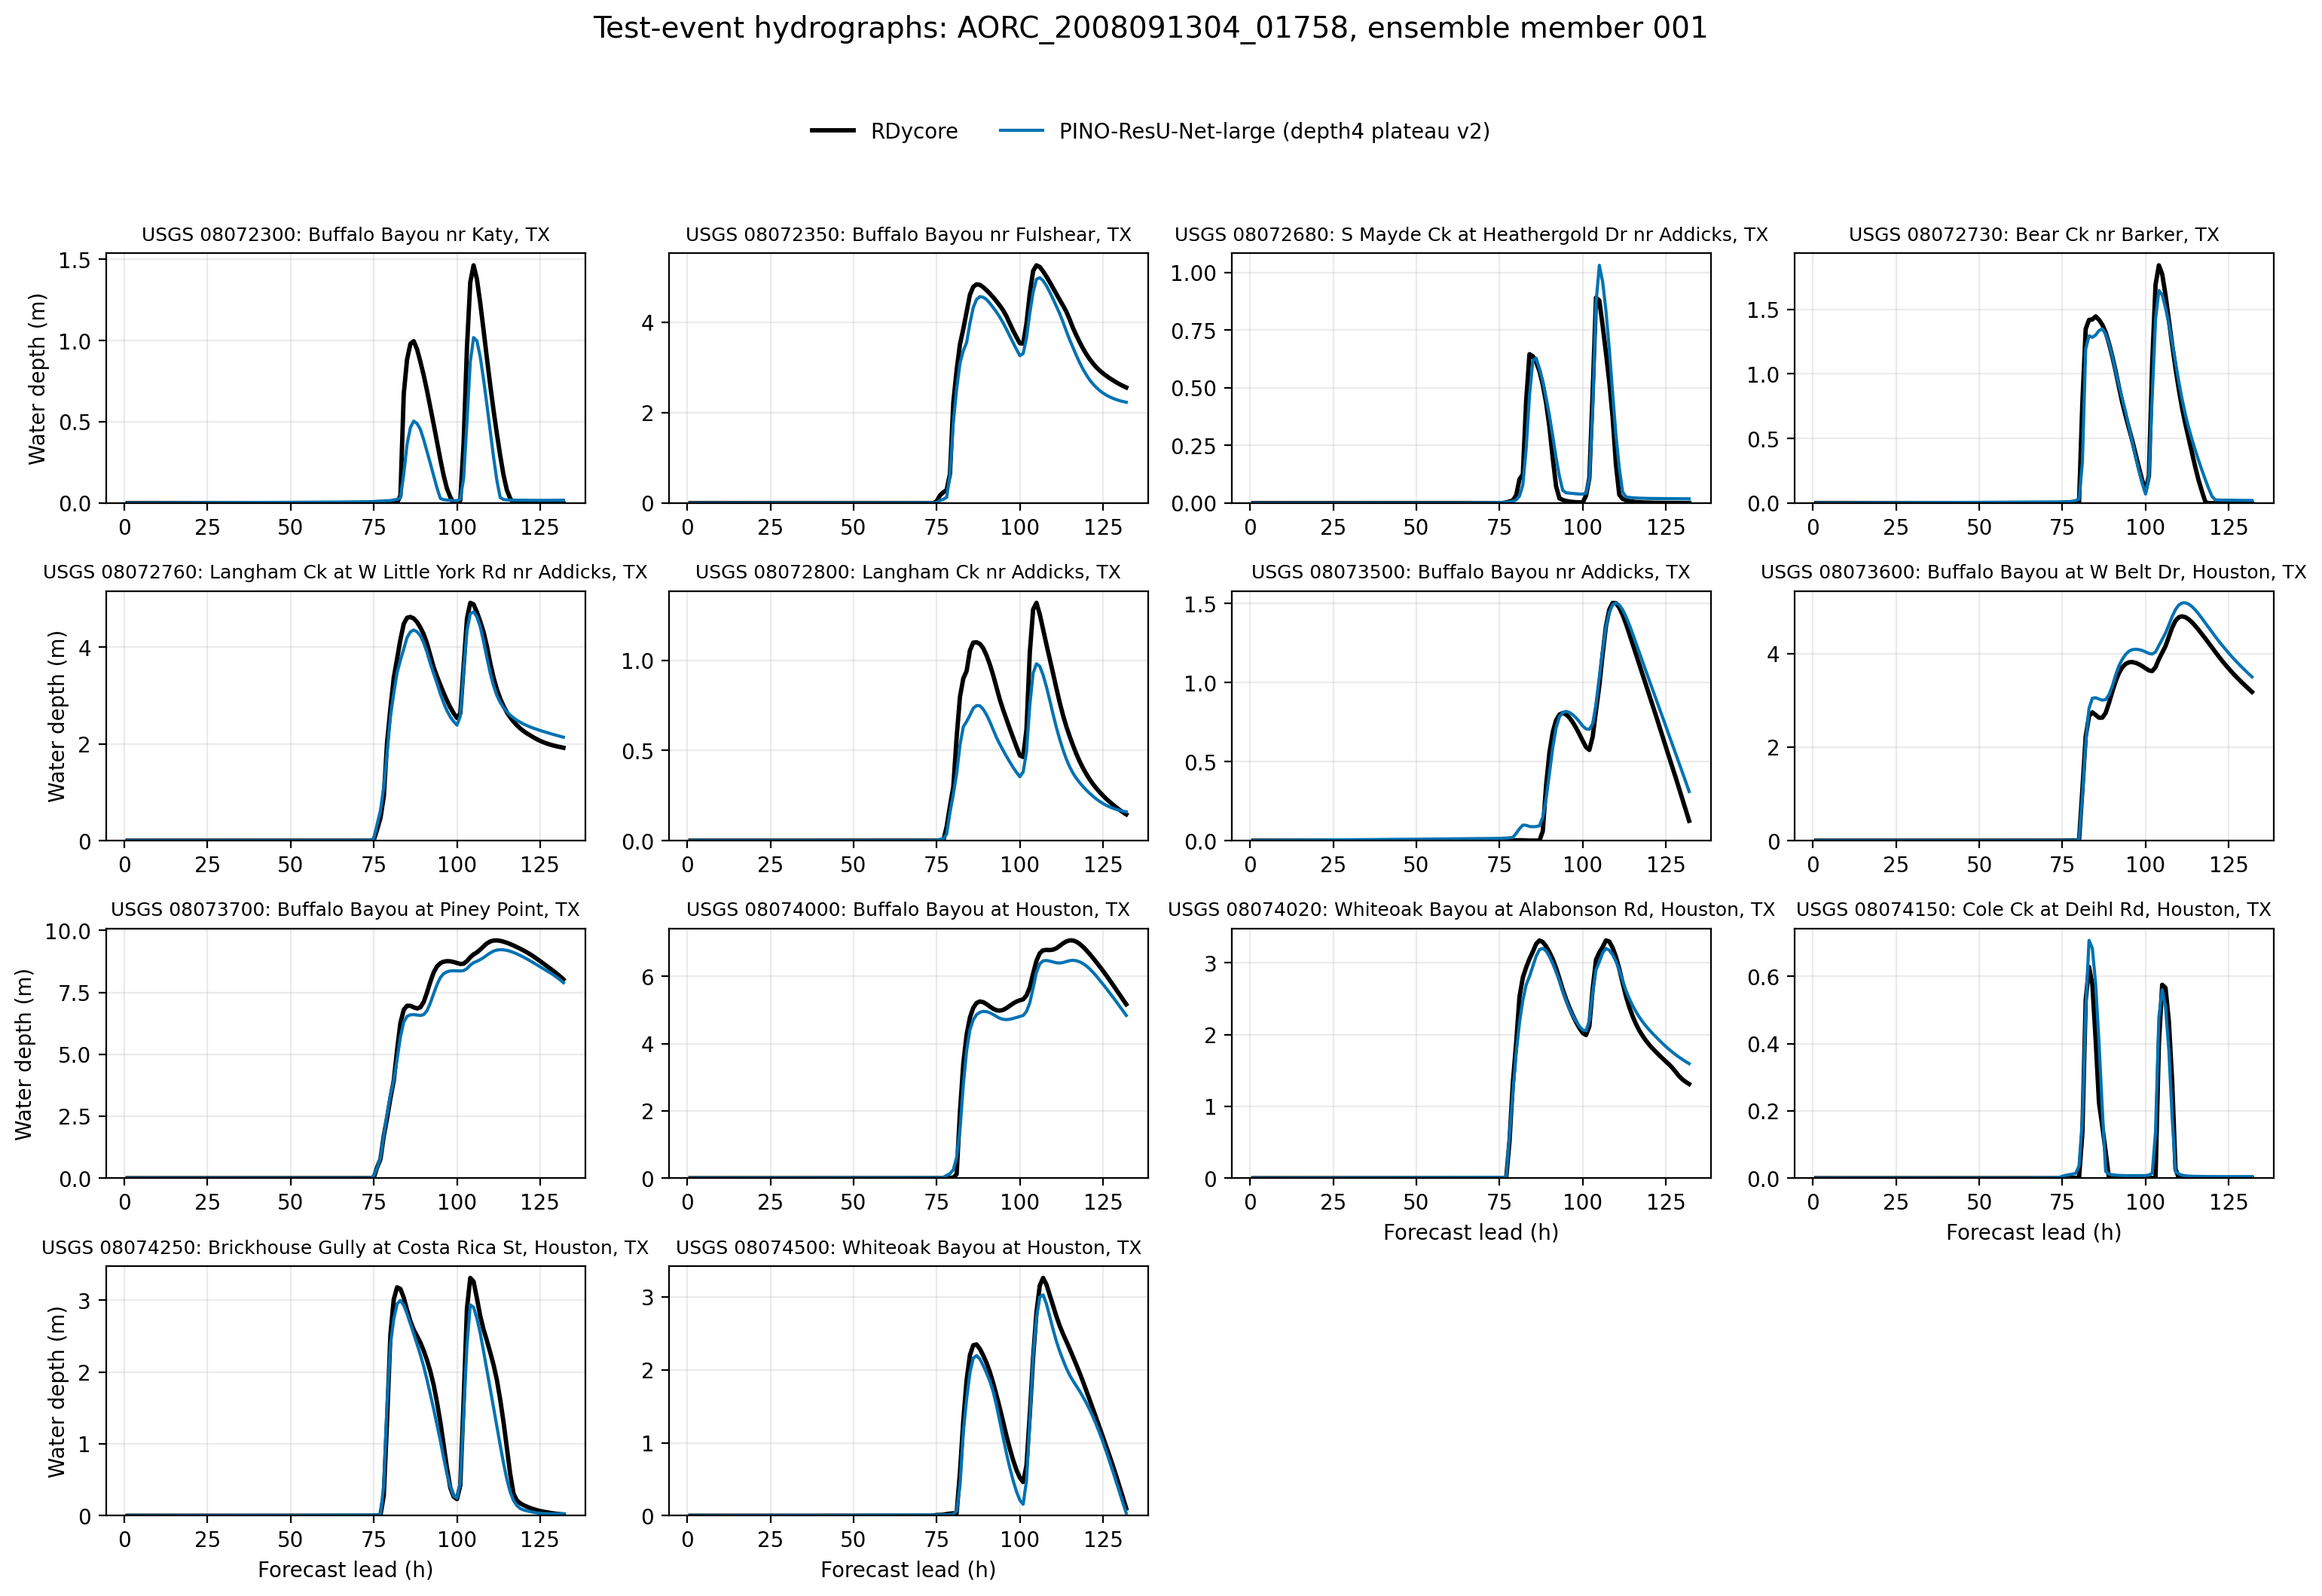 Test-event hydrographs: AORC_2008091304_01758, ensemble member 001
RDycore
PINO-ResU-Net-large (depth4 plateau v2)
USGS 08072300: Buffalo Bayou nr Katy, TX
Water depth (m)
1.5
1.0
0.5
0.0
0 25 50 75 100 125
USGS 08072350: Buffalo Bayou nr Fulshear, TX
4
2
0
0 25 50 75 100 125
USGS 08072680: S Mayde Ck at Heathergold Dr nr Addicks, TX
1.00
0.75
0.50
0.25
0.00
0 25 50 75 100 125
USGS 08072730: Bear Ck nr Barker, TX
1.5
1.0
0.5
0.0
0 25 50 75 100 125
USGS 08072760: Langham Ck at W Little York Rd nr Addicks, TX
Water depth (m)
4
2
0
0 25 50 75 100 125
USGS 08072800: Langham Ck nr Addicks, TX
1.0
0.5
0.0
0 25 50 75 100 125
USGS 08073500: Buffalo Bayou nr Addicks, TX
1.5
1.0
0.5
0.0
0 25 50 75 100 125
USGS 08073600: Buffalo Bayou at W Belt Dr, Houston, TX
4
2
0
0 25 50 75 100 125
USGS 08073700: Buffalo Bayou at Piney Point, TX
Water depth (m)
10.0
7.5
5.0
2.5
0.0
0 25 50 75 100 125
USGS 08074000: Buffalo Bayou at Houston, TX
6
4
2
0
0 25 50 75 100 125
USGS 08074020: Whiteoak Bayou at Alabonson Rd, Houston, TX
3
2
1
0
0 25 50 75 100 125
Forecast lead (h)
USGS 08074150: Cole Ck at Deihl Rd, Houston, TX
0.6
0.4
0.2
0.0
0 25 50 75 100 125
Forecast lead (h)
USGS 08074250: Brickhouse Gully at Costa Rica St, Houston, TX
Water depth (m)
3
2
1
0
0 25 50 75 100 125
Forecast lead (h)
USGS 08074500: Whiteoak Bayou at Houston, TX
3
2
1
0
0 25 50 75 100 125
Forecast lead (h)